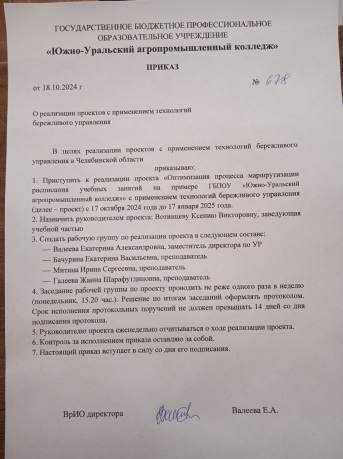 ГОСУДАРСТВЕННОЕ БЮДЖЕТНОЕ ПРОФЕССИОНАЛЬНОЕ
ОБРАЗОВАТЕЛЬНОЕ УЧРЕЖДЕНИЕ
«Южно-Уральский агропромышленный колледж»
ПРИКАЗ
от 18.10.2024 г № 678
О реализации проектов с применением технологий
бережливого управления
В целях реализации проектов с применением технологий бережливого
управления в Челябинской области
приказываю:
1. Приступить к реализации проекта «Оптимизация процесса маршрутизации
расписания учебных занятий на примере ГБПОУ «Южно-Уральский
агропромышленный колледж» с применением технологий бережливого управления
(далее – проект) с 17 октября 2024 года до 17 января 2025 года.
2. Назначить руководителем проекта: Ксению Викторовну, заведующая
учебной частью
3. Создать рабочую группу по реализации проекта в следующем составе:
— Валеева Екатерина Александровна, заместитель директора по УР
— Бачурина Екатерина Васильевна, преподаватель
— Митина Ирина Сергеевна, преподаватель
— Галеева Жанна Шарафутдиновна, преподаватель
4. Заседание рабочей группы по проекту проводить не реже одного раза в неделю
(понедельник, 15.20 час.). Решение по итогам заседаний оформлять протоколом.
Срок исполнения протокольных поручений не должен превышать 14 дней со дня
подписания протокола.
5. Руководителю проекта еженедельно отчитываться о ходе реализации проекта.
6. Контроль за исполнением приказа оставляю за собой.
7. Настоящий приказ вступает в силу со дня его подписания.
ВрИО директора Валеева Е.А.